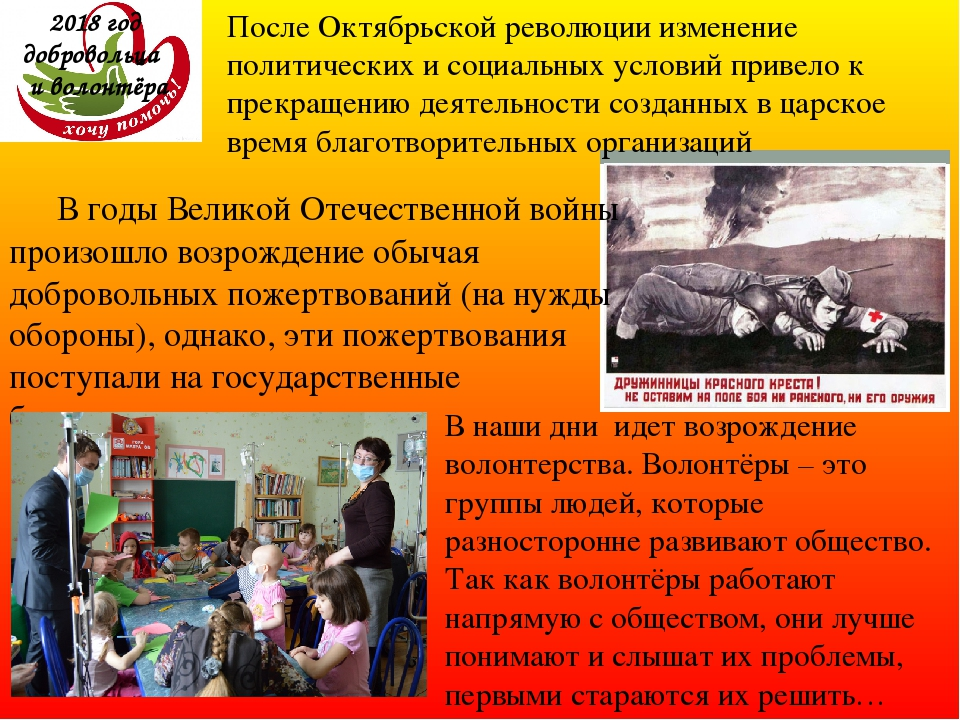 2018 год
добровольца
и волонтёра
хочу помочь!
После Октябрьской революции изменение
политических и социальных условий привело к
прекращению деятельности созданных в царское
время благотворительных организаций
В годы Великой Отечественной войны
произошло возрождение обычая
добровольных пожертвований (на нужды
обороны), однако, эти пожертвования
поступали на государственные
ДРУЖИННИЦЫ КРАСНОГО КРЕСТА!
НЕ ОСТАВИМ НА ПОЛЕ БОЯ НИ РАНЕНОГО, НИ ЕГО ОРУЖИЯ
В наши дни идет возрождение
волонтерства. Волонтёры – это
группы людей, которые
разносторонне развивают общество.
Так как волонтёры работают
напрямую с обществом, они лучше
понимают и слышат их проблемы,
первыми стараются их решить…